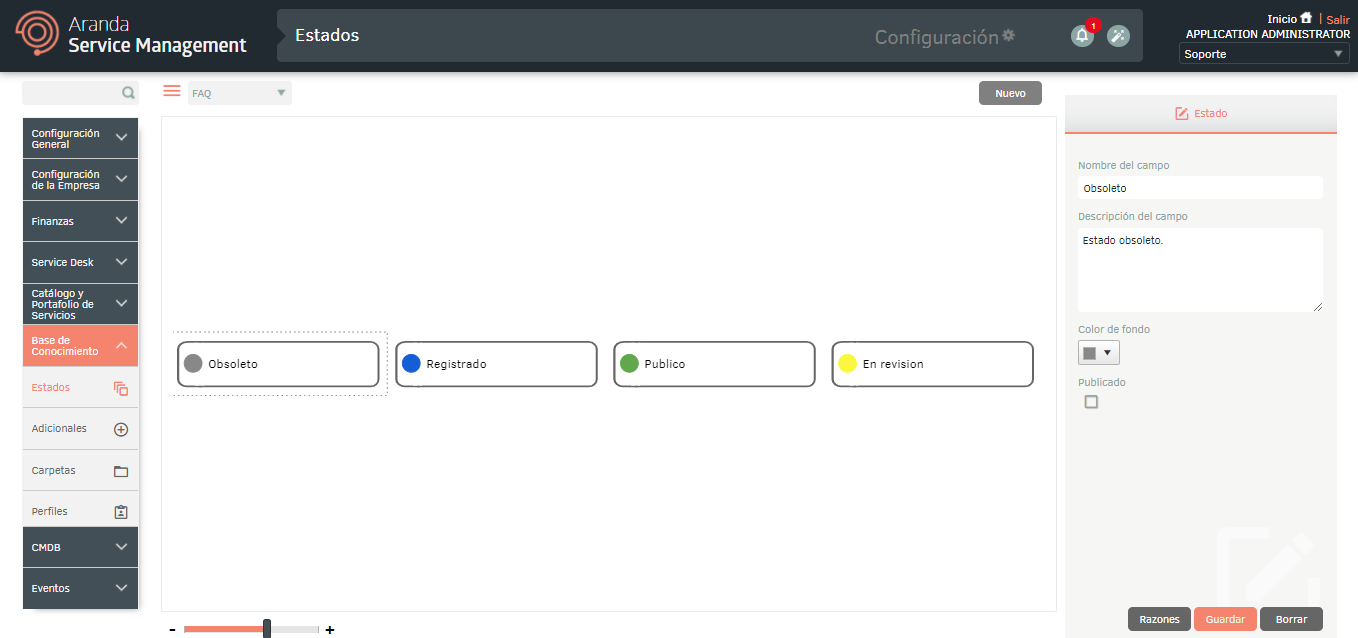 Aranda
Service Management
Estados
Configuración
1
Inicio | Salir
APPLICATION ADMINISTRATOR
Soporte
FAQ
Nuevo
Configuración
General
Configuración
de la Empresa
Finanzas
Service Desk
Catálogo y
Portafolio de
Servicios
Base de
Conocimiento
Estados
Adicionales
Carpetas
Perfiles
CMDB
Eventos
Obsoleto
Registrado
Publico
En revision
- +
Estado
Nombre del campo
Obsoleto
Descripción del campo
Estado obsoleto.
Color de fondo
Publicado
Razones
Guardar
Borrar